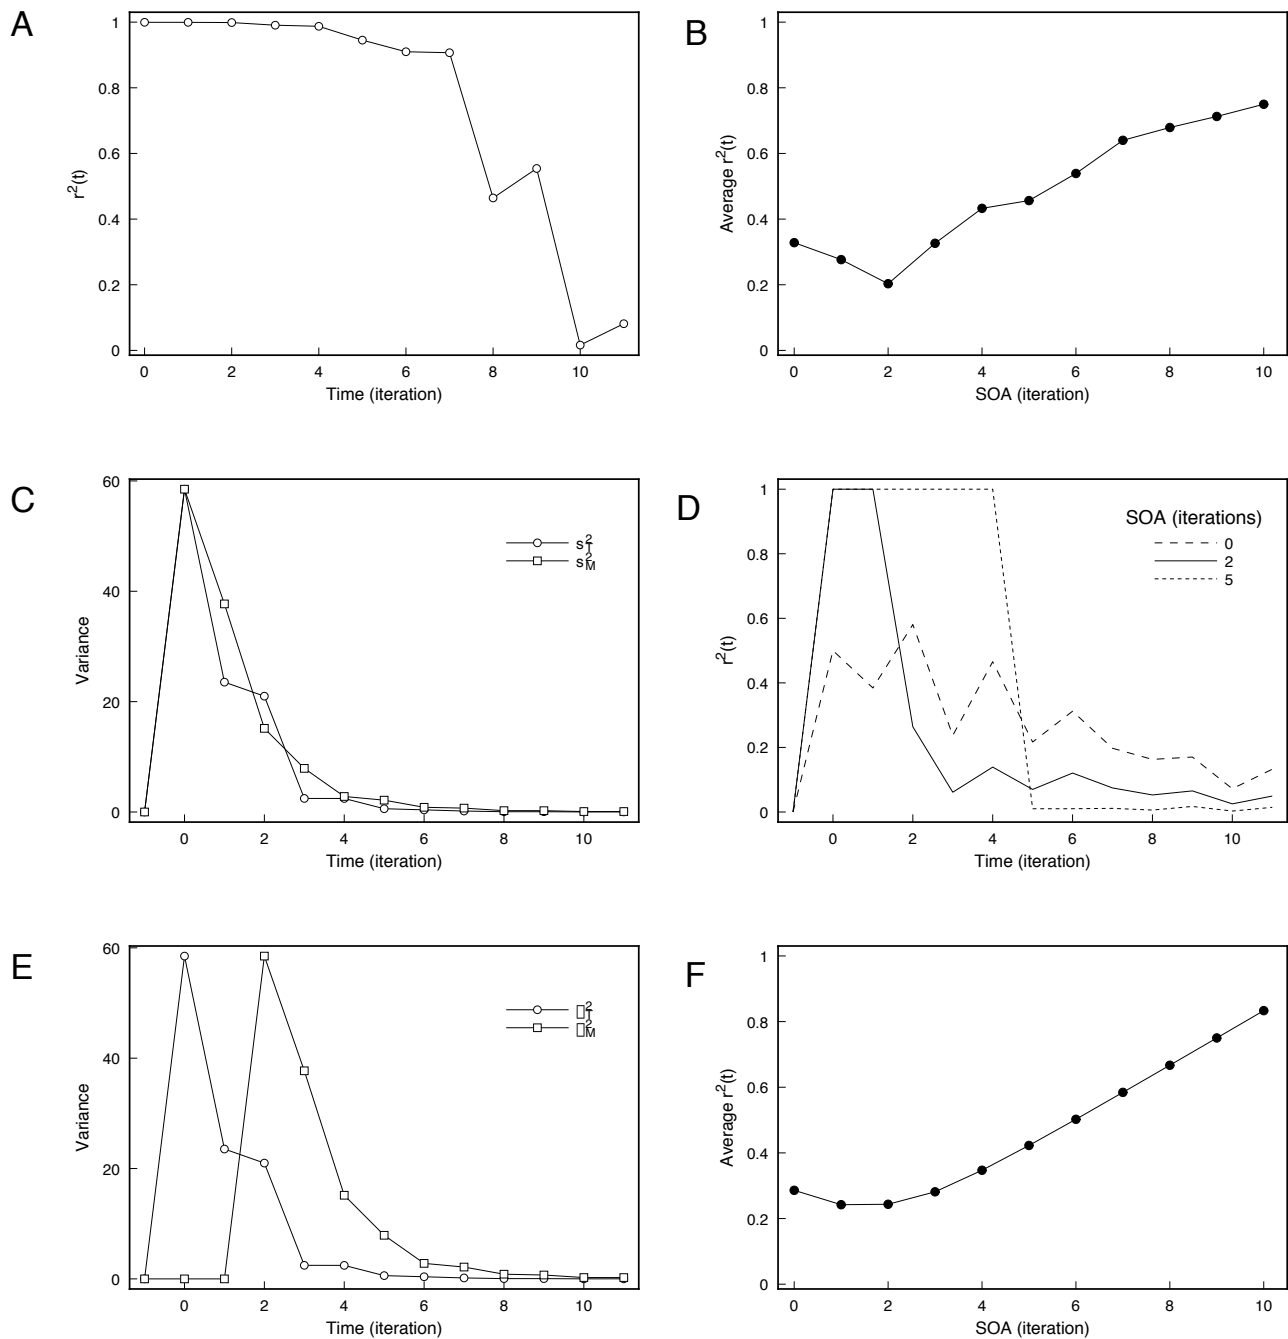 A
1
0.8
0.6
0.4
0.2
0
r²(t)
0 2 4 6 8 10
Time (iteration)
B
1
0.8
0.6
0.4
0.2
0
Average r²(t)
0 2 4 6 8 10
SOA (iteration)
C
60
40
20
0
Variance
s²T
s²M
0 2 4 6 8 10
Time (iteration)
D
1
0.8
0.6
0.4
0.2
0
r²(t)
SOA (iterations)
0
2
5
0 2 4 6 8 10
Time (iteration)
E
60
40
20
0
Variance
▯²T
▯²M
0 2 4 6 8 10
Time (iteration)
F
1
0.8
0.6
0.4
0.2
0
Average r²(t)
0 2 4 6 8 10
SOA (iteration)